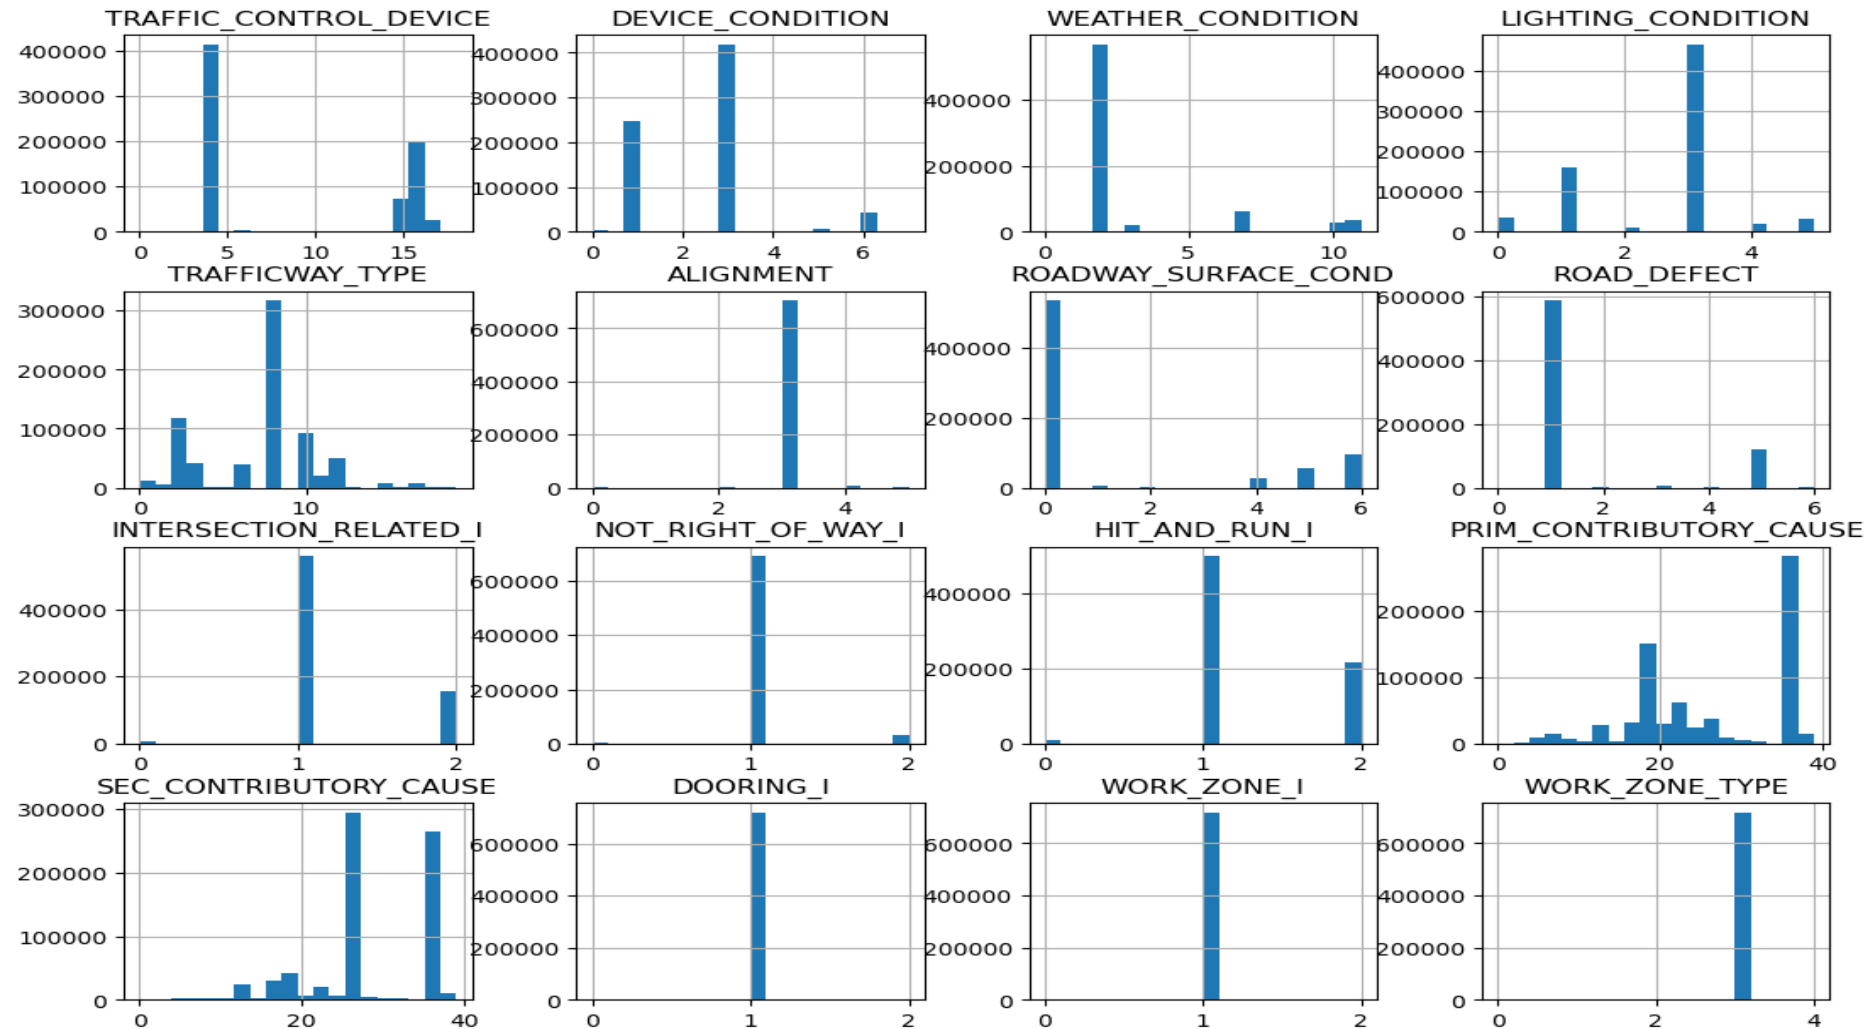 TRAFFIC_CONTROL_DEVICE DEVICE_CONDITION WEATHER_CONDITION LIGHTING_CONDITION
400000 400000 400000
300000 300000 400000 300000
200000 200000 200000 200000
100000 100000 100000
0 0 0
0 5 10 15 0 2 4 6 0 5 10 0 2 4
TRAFFICWAY_TYPE ALIGNMENT ROADWAY_SURFACE_COND ROAD_DEFECT
300000 600000 400000 600000
200000 400000 400000
100000 200000 200000 200000
0 0 0
0 10 0 2 4 0 2 4 6 0 2 4 6
INTERSECTION_RELATED_I NOT_RIGHT_OF_WAY_I HIT_AND_RUN_I PRIM_CONTRIBUTORY_CAUSE
400000 600000 400000 200000
400000
200000 200000 200000 100000
0 0 0
0 1 2 0 1 2 0 1 2 20 40
SEC_CONTRIBUTORY_CAUSE DOORING_I WORK_ZONE_I WORK_ZONE_TYPE
300000 600000 600000 600000
200000 400000 400000 400000
100000 200000 200000 200000
0 0 0 0
0 20 40 0 1 2 0 1 2 0 2 4